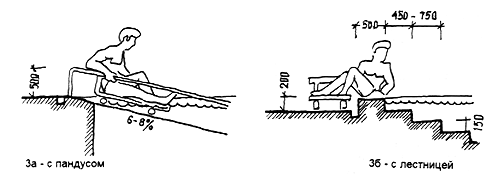 450 - 750
500
500
200
6-8%
150
3а - с пандусом
3б - с лестницей